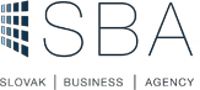 SBA
SLOVAK | BUSINESS | AGENCY